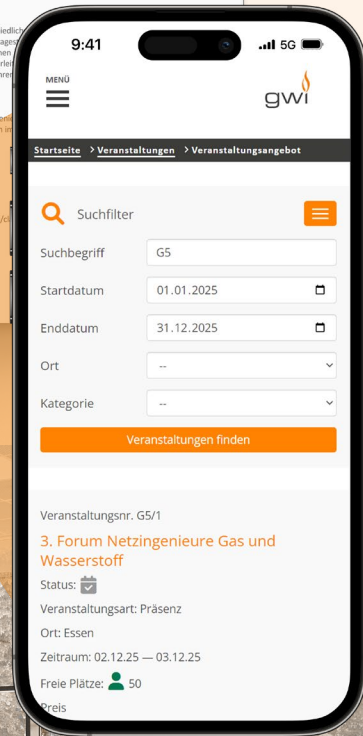 9:41
5G
MENÜ
gwi
Startseite > Veranstaltungen > Veranstaltungsangebot
Suchfilter
Suchbegriff G5
Startdatum 01.01.2025
Enddatum 31.12.2025
Ort --
Kategorie --
Veranstaltungen finden
Veranstaltungsnr. G5/1
3. Forum Netzingenieure Gas und
Wasserstoff
Status:
Veranstaltungsart: Präsenz
Ort: Essen
Zeitraum: 02.12.25 — 03.12.25
Freie Plätze: 50
Preis